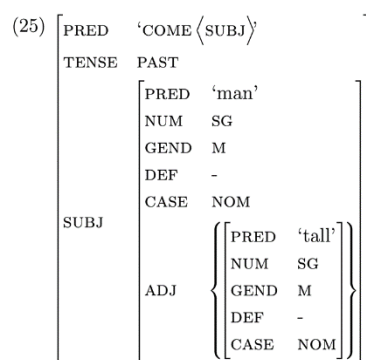 (25) PRED ‘COME⟨SUBJ⟩’
TENSE PAST
SUBJ PRED ‘man’
NUM SG
GEND M
DEF -
CASE NOM
ADJ PRED ‘tall’
NUM SG
GEND M
DEF -
CASE NOM